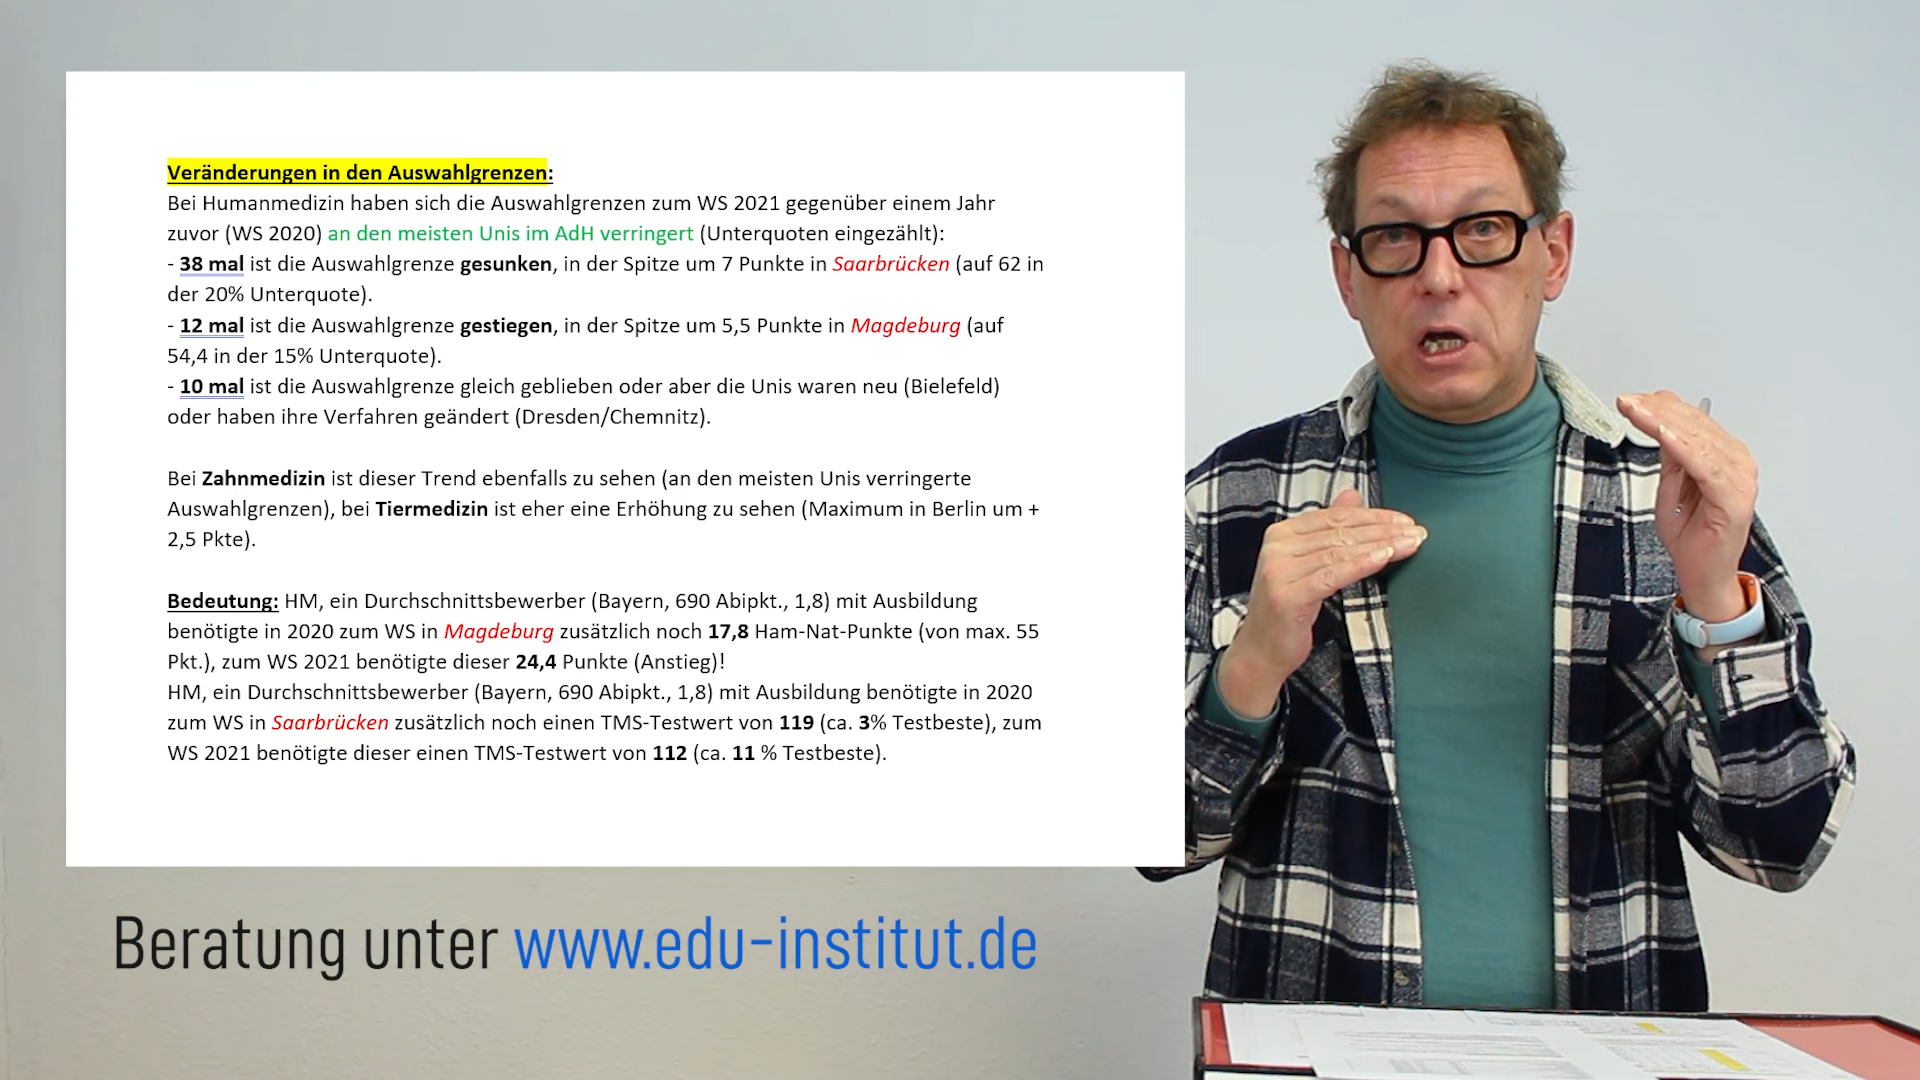 Veränderungen in den Auswahlgrenzen:
Bei Humanmedizin haben sich die Auswahlgrenzen zum WS 2021 gegenüber einem Jahr
zuvor (WS 2020) an den meisten Unis im AdH verringert (Unterquoten eingezählt):
- 38 mal ist die Auswahlgrenze gesunken, in der Spitze um 7 Punkte in Saarbrücken (auf 62 in
der 20% Unterquote).
- 12 mal ist die Auswahlgrenze gestiegen, in der Spitze um 5,5 Punkte in Magdeburg (auf
54,4 in der 15% Unterquote).
- 10 mal ist die Auswahlgrenze gleich geblieben oder aber die Unis waren neu (Bielefeld)
oder haben ihre Verfahren geändert (Dresden/Chemnitz).
Bei Zahnmedizin ist dieser Trend ebenfalls zu sehen (an den meisten Unis verringerte
Auswahlgrenzen), bei Tiermedizin ist eher eine Erhöhung zu sehen (Maximum in Berlin um +
2,5 Pkte).
Bedeutung: HM, ein Durchschnittsbewerber (Bayern, 690 Abipkt., 1,8) mit Ausbildung
benötigte in 2020 zum WS in Magdeburg zusätzlich noch 17,8 Ham-Nat-Punkte (von max. 55
Pkt.), zum WS 2021 benötigte dieser 24,4 Punkte (Anstieg)!
HM, ein Durchschnittsbewerber (Bayern, 690 Abipkt., 1,8) mit Ausbildung benötigte in 2020
zum WS in Saarbrücken zusätzlich noch einen TMS-Testwert von 119 (ca. 3% Testbeste), zum
WS 2021 benötigte dieser einen TMS-Testwert von 112 (ca. 11 % Testbeste).
Beratung unter www.edu-institut.de